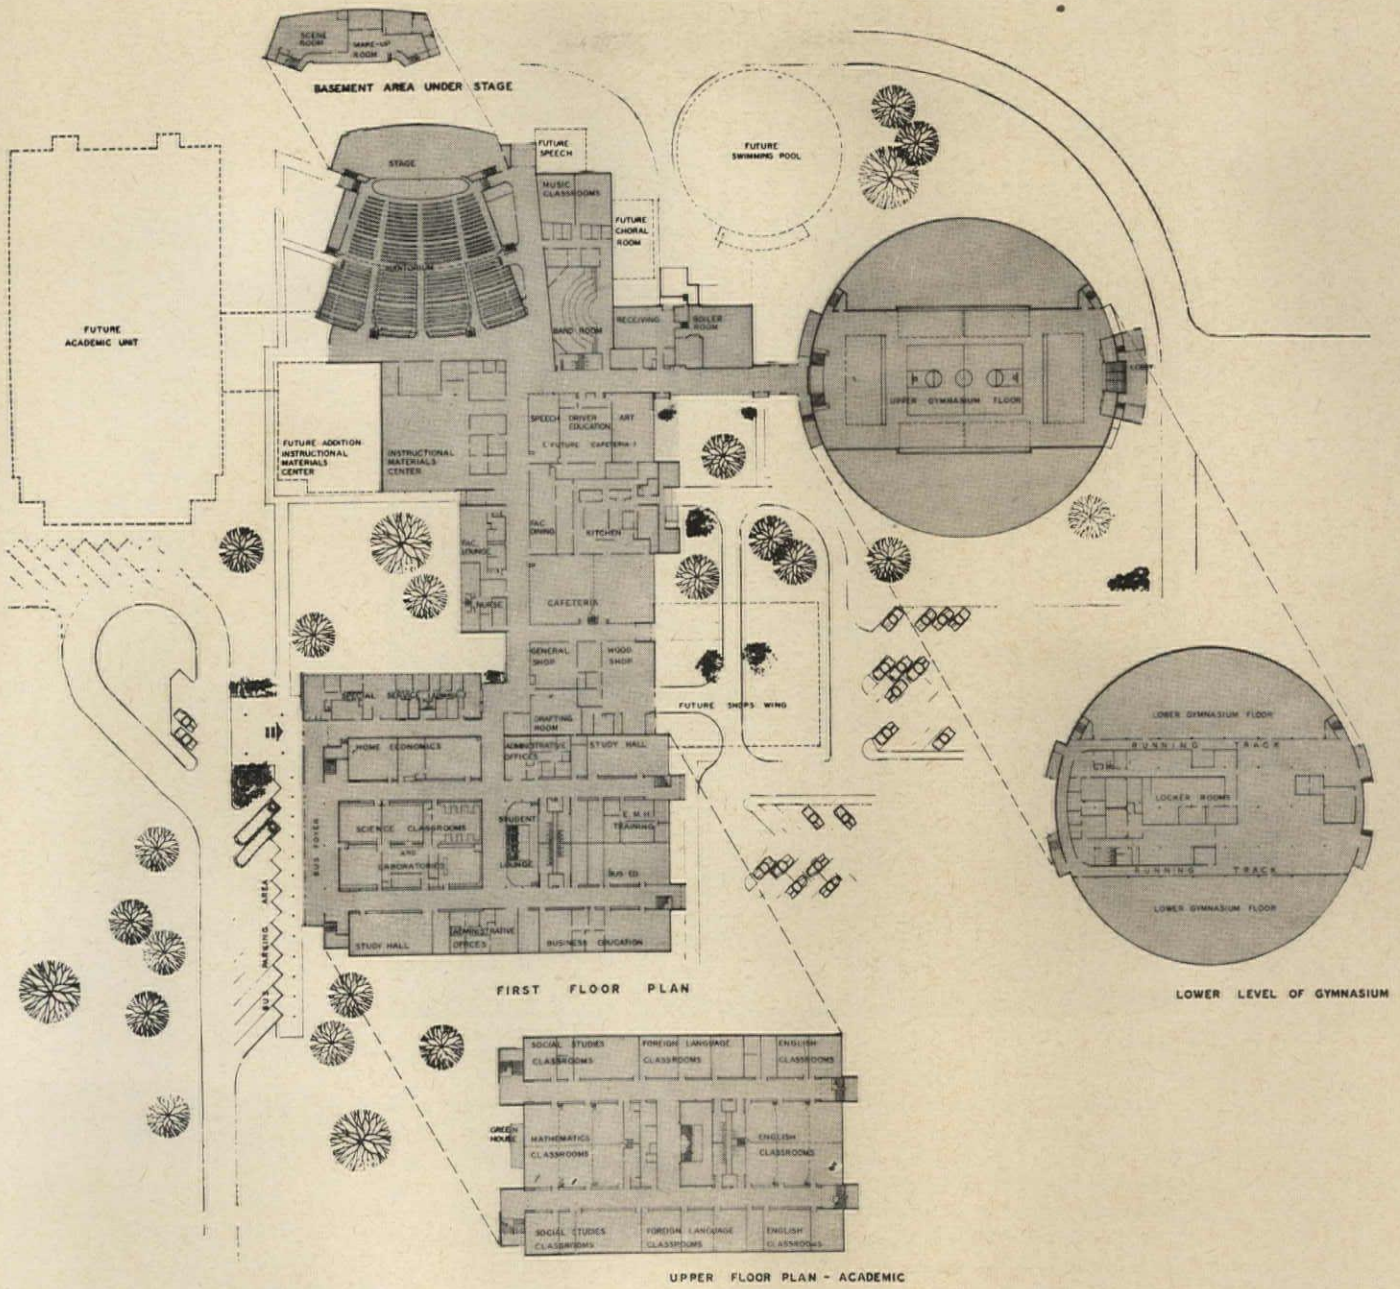 SCENE
ROOM
MAKE-UP
ROOM
BASEMENT AREA UNDER STAGE
STAGE
FUTURE
SPEECH
FUTURE
SWIMMING POOL
MUSIC
CLASSROOMS
FUTURE
CHORAL
ROOM
AUDITORIUM
FUTURE
ACADEMIC UNIT
BAND ROOM
RECEIVING
BOILER
ROOM
LOBBY
UPPER GYMNASIUM FLOOR
SPEECH
DRIVER
EDUCATION
ART
( FUTURE CAFETERIA )
FUTURE ADDITION
INSTRUCTIONAL
MATERIALS
CENTER
INSTRUCTIONAL
MATERIALS
CENTER
FAC.
DINING
KITCHEN
FAC.
LOUNGE
NURSE
CAFETERIA
GENERAL
SHOP
WOOD
SHOP
FUTURE SHOPS WING
SPECIAL SERVICE
DRAFTING
ROOM
HOME ECONOMICS
ADMINISTRATIVE
OFFICES
STUDY HALL
LOWER GYMNASIUM FLOOR
RUNNING TRACK
LOCKER ROOMS
RUNNING TRACK
LOWER GYMNASIUM FLOOR
BUS FOYER
SCIENCE CLASSROOMS
AND
LABORATORIES
STUDENT
LOUNGE
E. M. H.
TRAINING
BUS ED.
BUS PARKING AREA
STUDY HALL
ADMINISTRATIVE
OFFICES
BUSINESS EDUCATION
FIRST FLOOR PLAN
LOWER LEVEL OF GYMNASIUM
SOCIAL STUDIES
CLASSROOMS
FOREIGN LANGUAGE
CLASSROOMS
ENGLISH
CLASSROOMS
GREEN
HOUSE
MATHEMATICS
CLASSROOMS
ENGLISH
CLASSROOMS
SOCIAL STUDIES
CLASSROOMS
FOREIGN LANGUAGE
CLASSROOMS
ENGLISH
CLASSROOMS
UPPER FLOOR PLAN - ACADEMIC